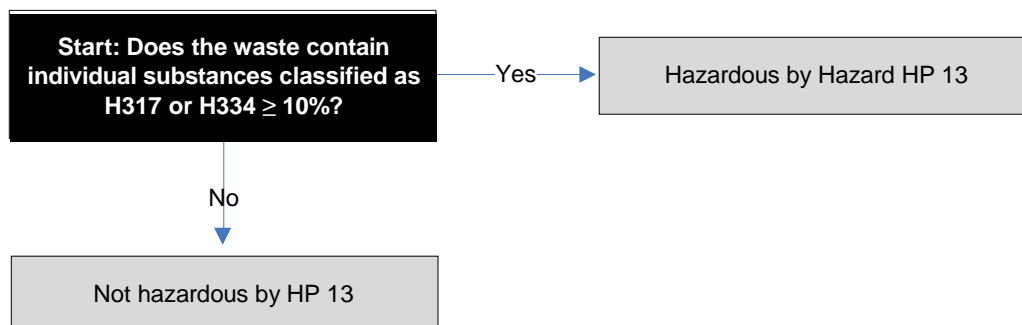 Start: Does the waste contain
individual substances classified as
H317 or H334 ≥ 10%?
Yes
Hazardous by Hazard HP 13
No
Not hazardous by HP 13